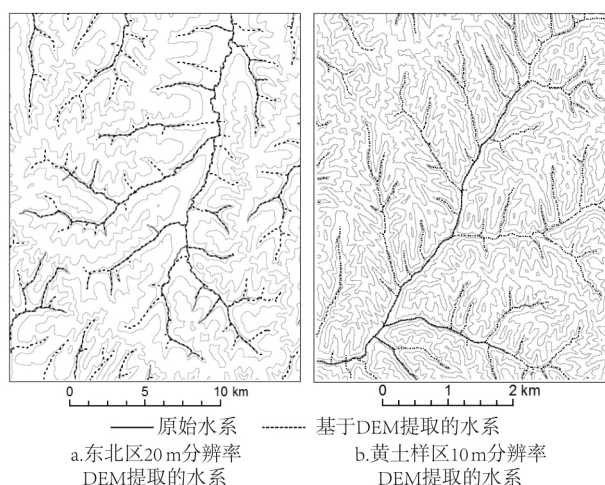 0 5 10 km
0 1 2 km
原始水系 基于DEM提取的水系
a.东北区20 m分辨率
DEM提取的水系
b.黄土样区10 m分辨率
DEM提取的水系